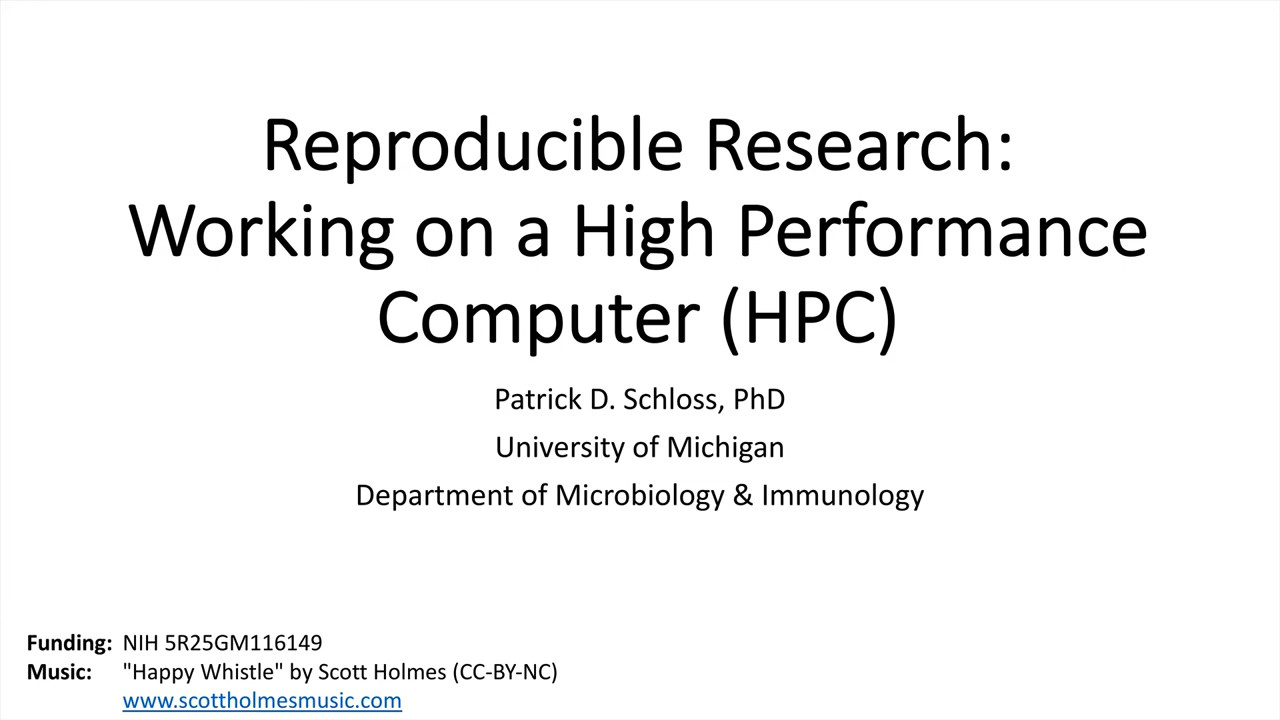 Reproducible Research:
Working on a High Performance
Computer (HPC)
Patrick D. Schloss, PhD
University of Michigan
Department of Microbiology & Immunology
Funding: NIH 5R25GM116149
Music: "Happy Whistle" by Scott Holmes (CC-BY-NC)
www.scottholmesmusic.com